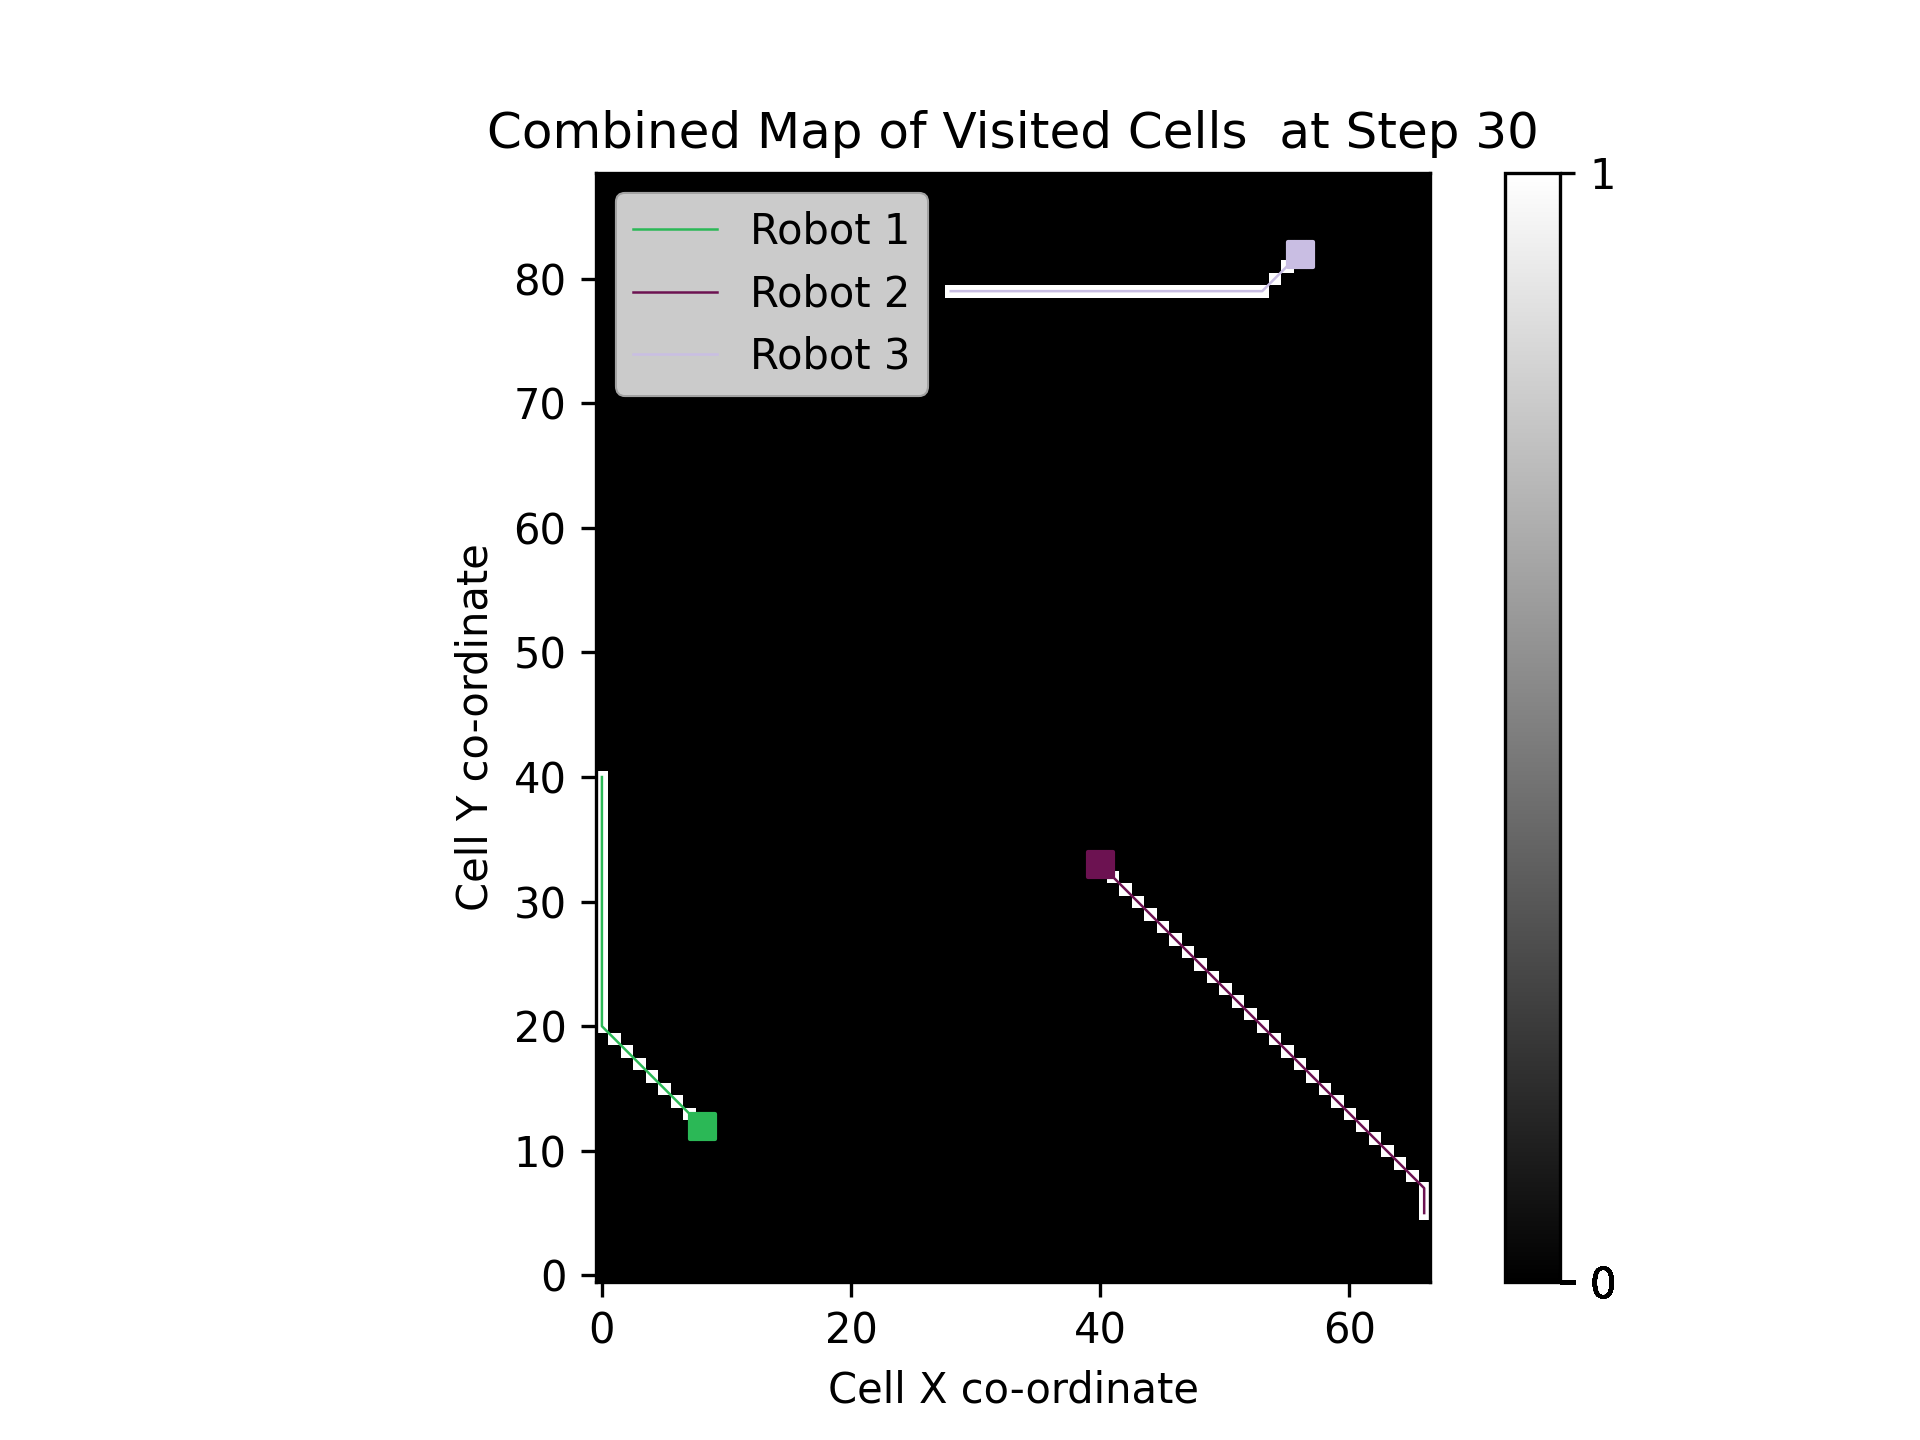 Combined Map of Visited Cells  at Step 30
Robot 1
Robot 2
Robot 3
Cell Y co-ordinate
80
70
60
50
40
30
20
10
0
0 20 40 60
Cell X co-ordinate
1
0